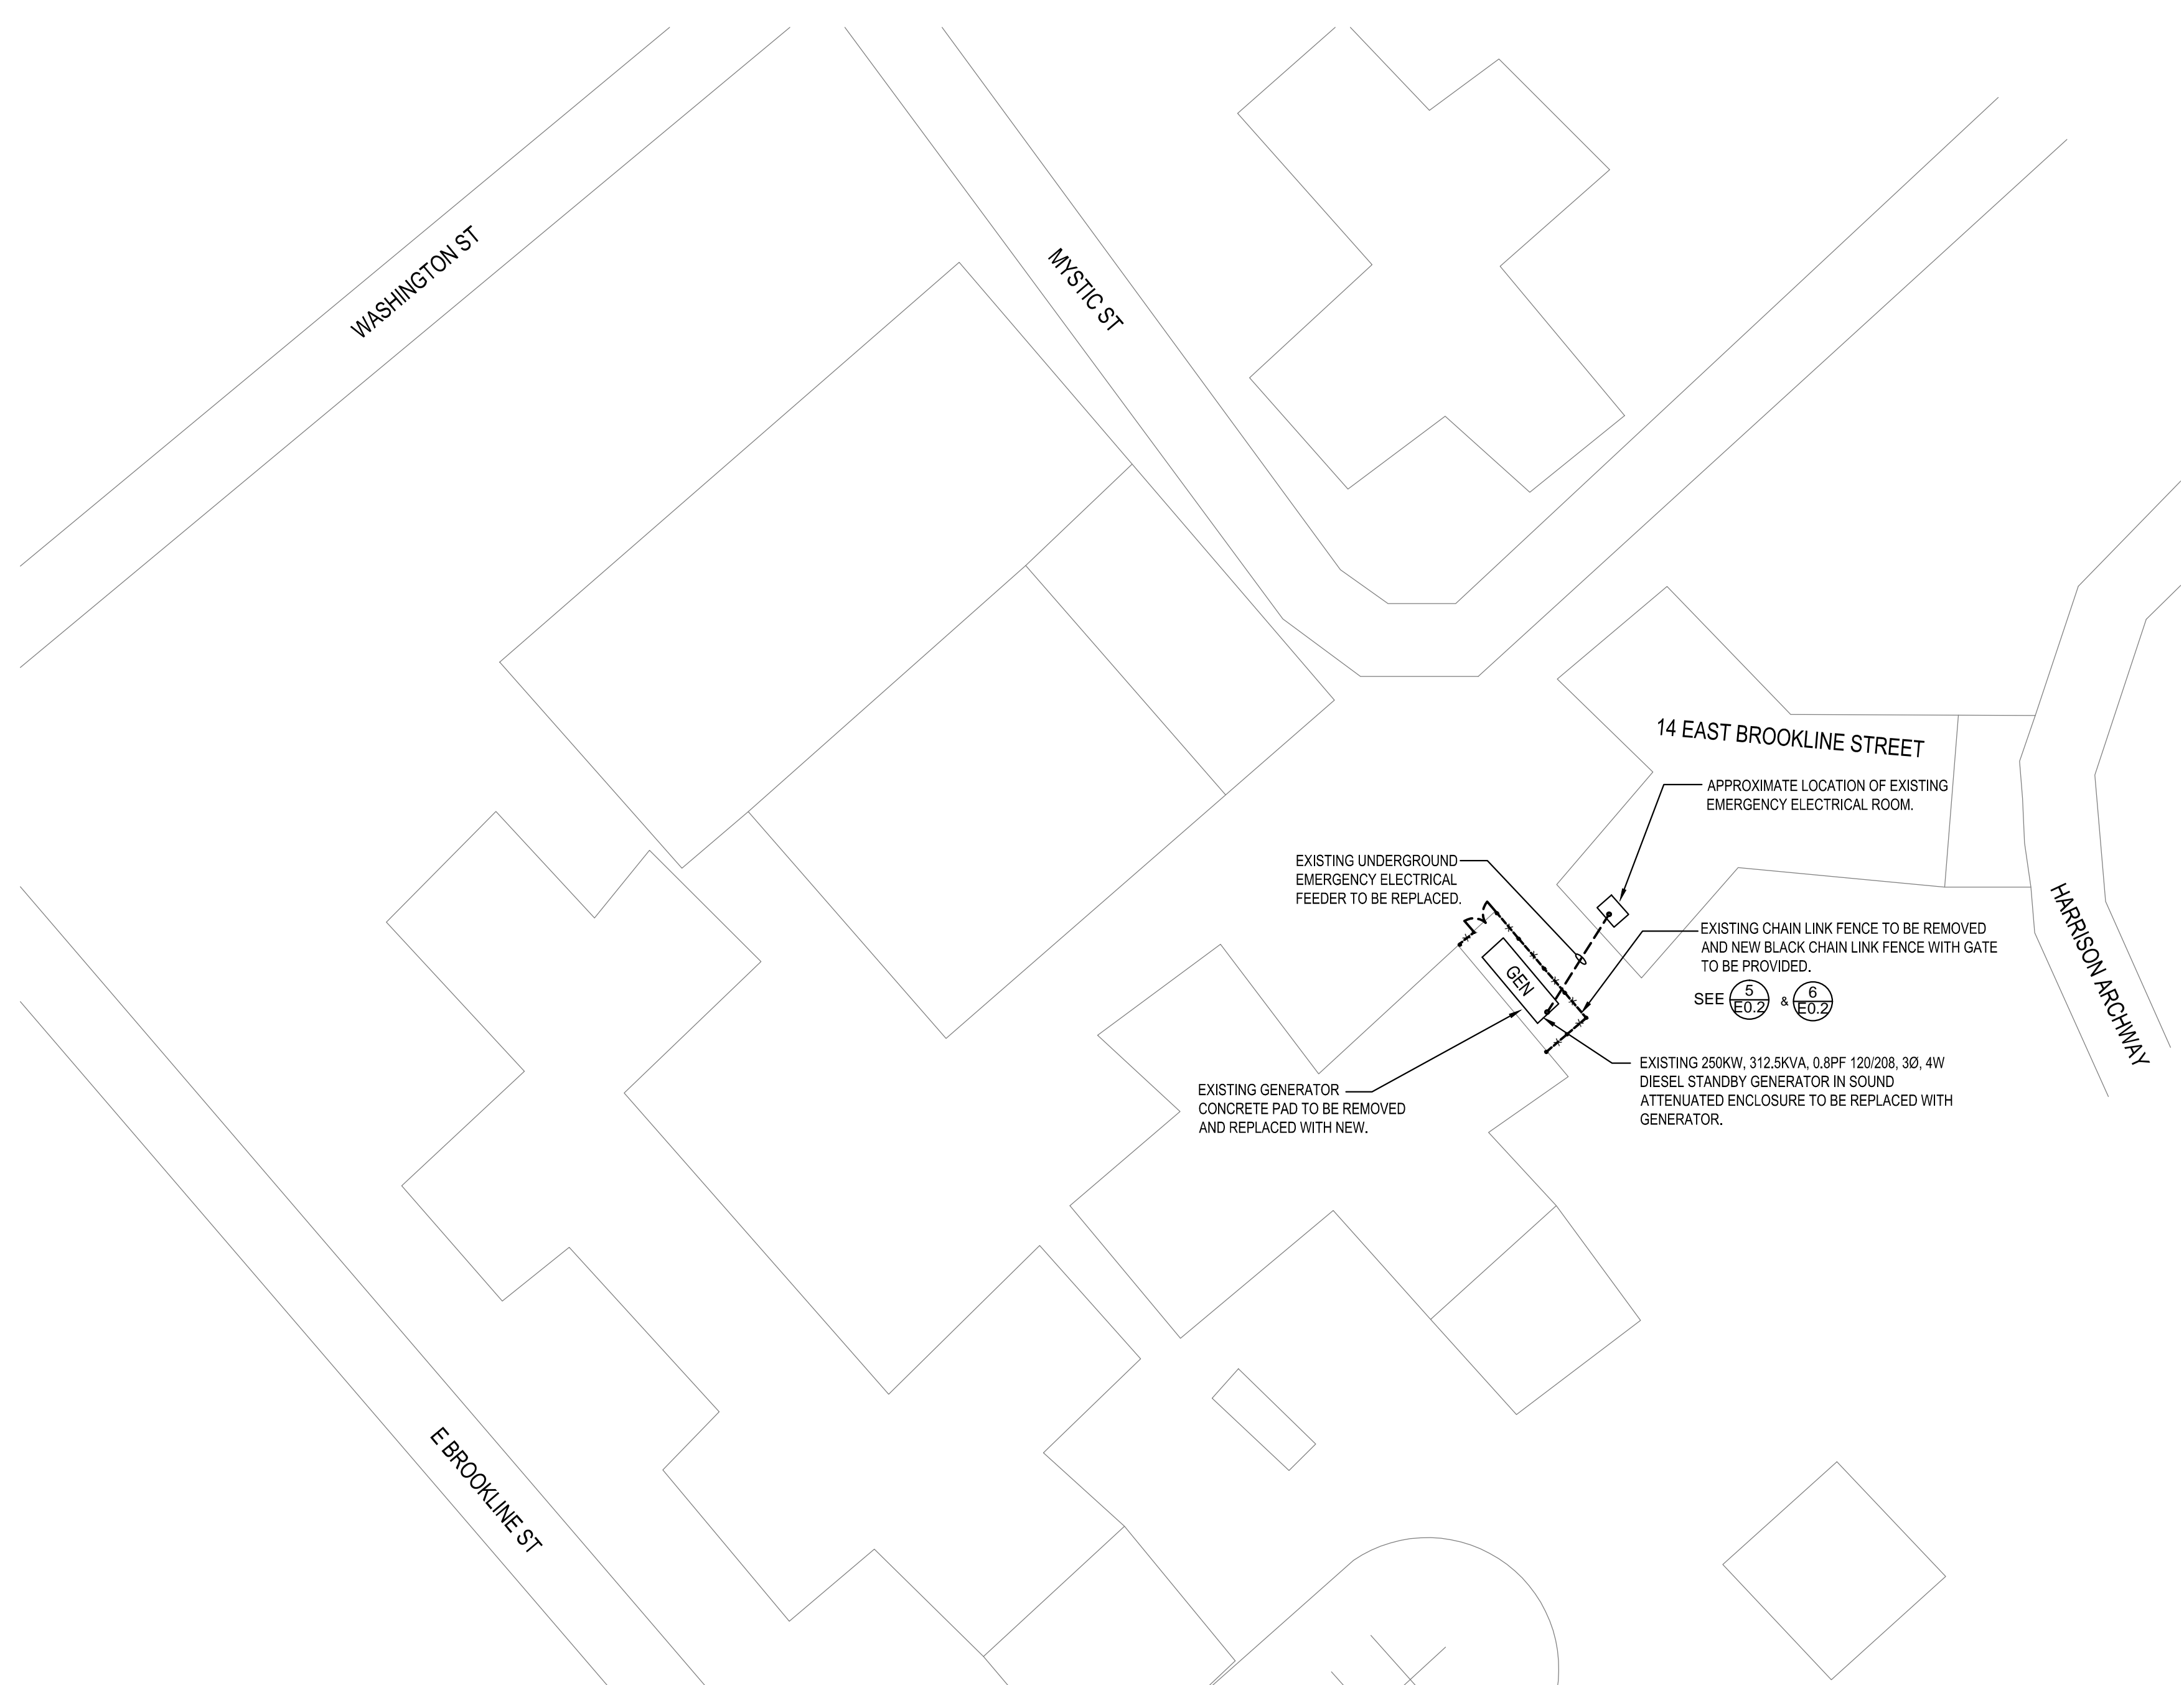 WASHINGTON ST
MYSTIC ST
14 EAST BROOKLINE STREET
APPROXIMATE LOCATION OF EXISTING
EMERGENCY ELECTRICAL ROOM.
EXISTING UNDERGROUND
EMERGENCY ELECTRICAL
FEEDER TO BE REPLACED.
HARRISON ARCHWAY
EXISTING CHAIN LINK FENCE TO BE REMOVED
AND NEW BLACK CHAIN LINK FENCE WITH GATE
TO BE PROVIDED.
SEE 5 & 6
E0.2 E0.2
GEN
EXISTING 250KW, 312.5KVA, 0.8PF 120/208, 3Ø, 4W
DIESEL STANDBY GENERATOR IN SOUND
ATTENUATED ENCLOSURE TO BE REPLACED WITH
GENERATOR.
EXISTING GENERATOR
CONCRETE PAD TO BE REMOVED
AND REPLACED WITH NEW.
E BROOKLINE ST